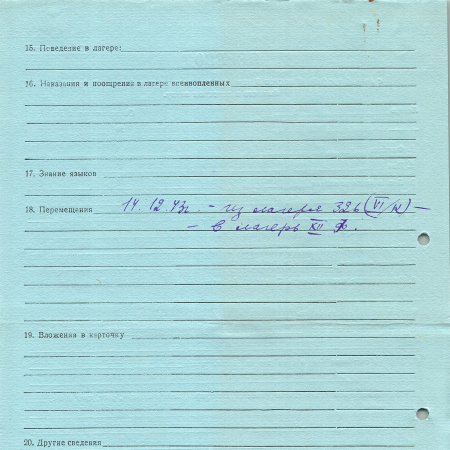 15. Поведение в лагере:
16. Наказания и поощрения в лагере военнопленных
17. Знание языков
18. Перемещения 14. 12. 43г. - из лагеря 326 (VI/К) -
- в лагерь XII Ф.
19. Вложения в карточку
20. Другие сведения